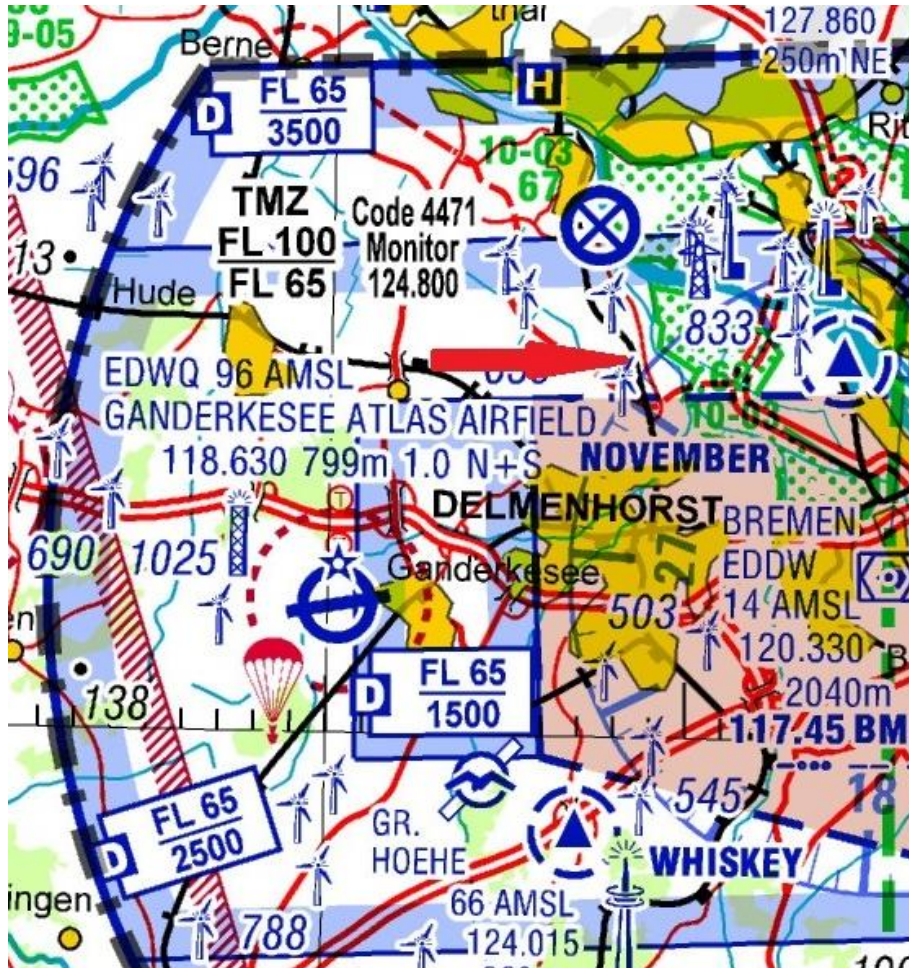 127.860
9-05
Berne
250m NE
FL 65
3500
D
H
10-03
67
596
TMZ
FL 100
FL 65
Code 4471
Monitor
124.800
13
Hude
833
EDWQ 96 AMSL
GANDERKESEE ATLAS AIRFIELD
118.630 799m 1.0 N+S
10-03
NOVEMBER
DELMENHORST
BREMEN
EDDW
14 AMSL
120.330
2040m
117.45 BM
690
1025
T
Ganderkesee
27
503
FL 65
1500
D
138
FL 65
2500
D
545
18
GR.
HOEHE
WHISKEY
66 AMSL
124.015
ingen
788